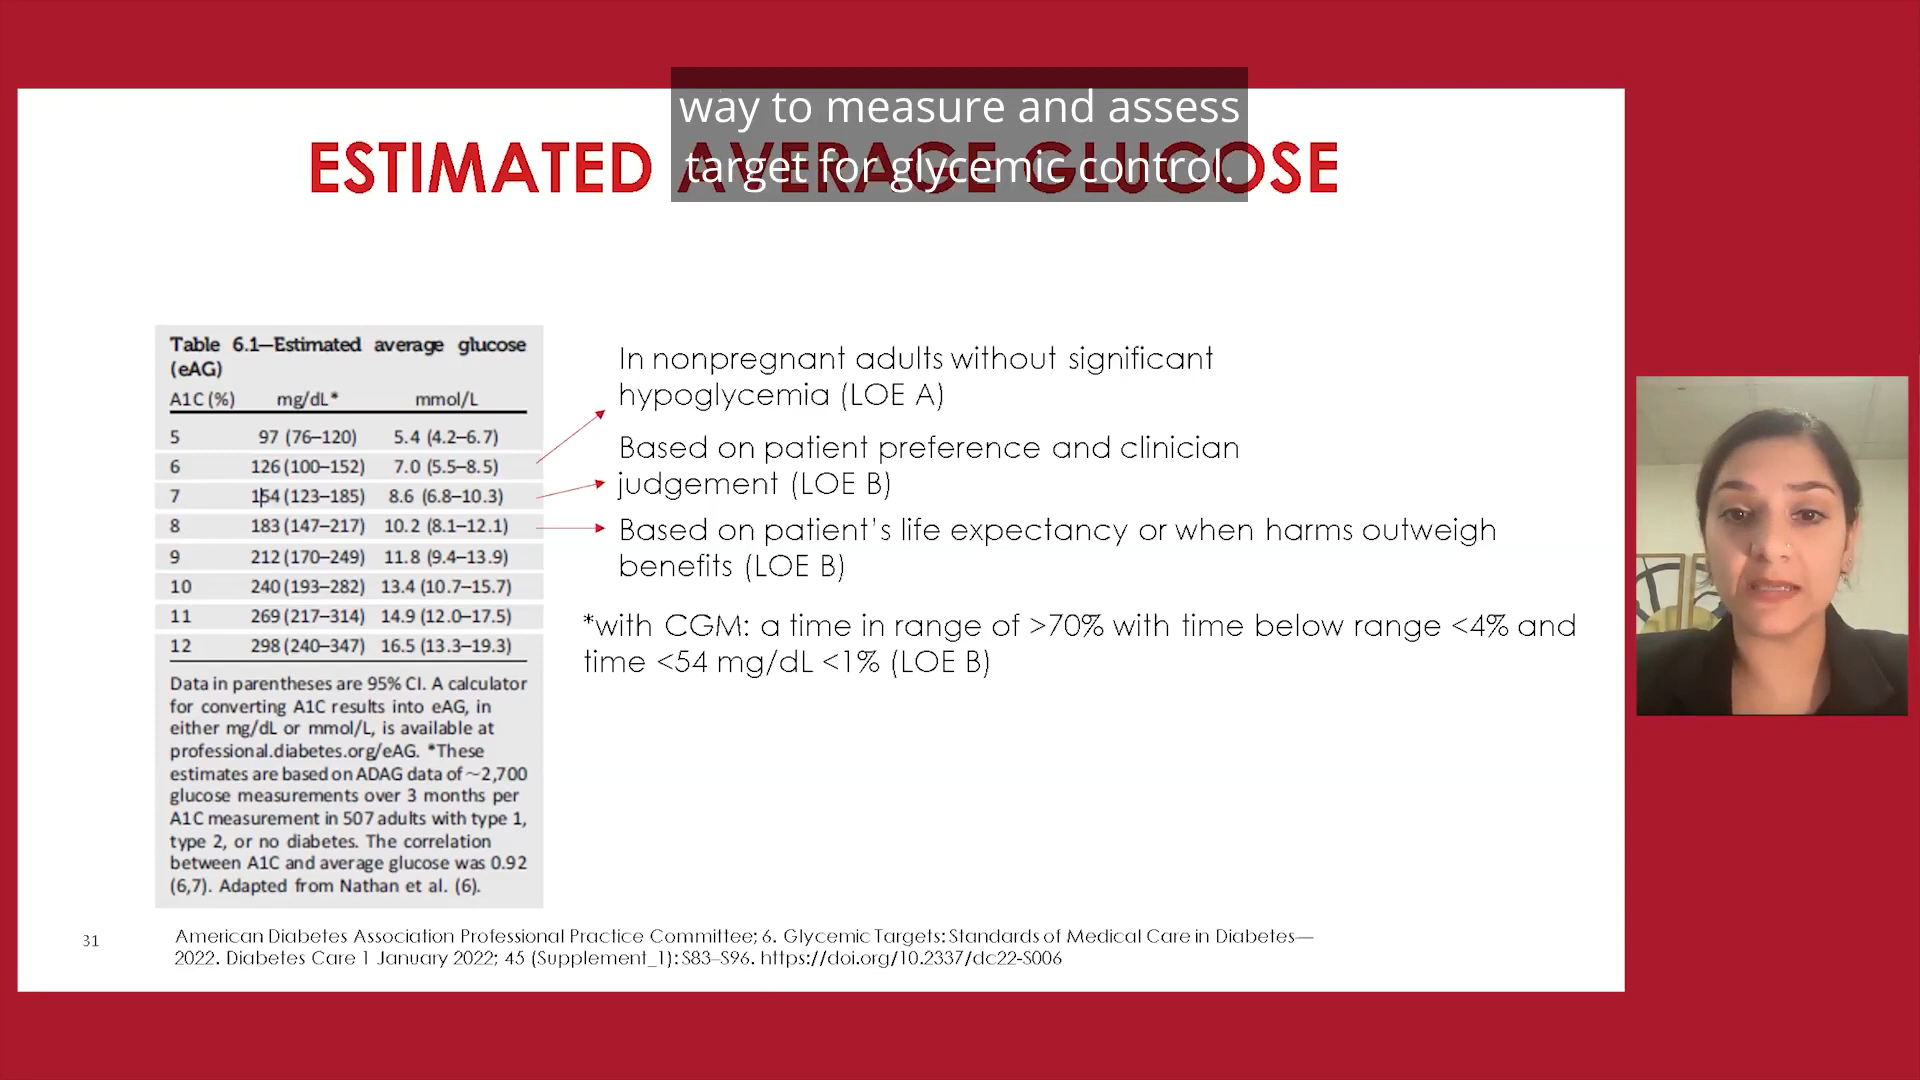 way to measure and assess
target for glycemic control.
ESTIMATED AVERAGE GLUCOSE
Table 6.1—Estimated average glucose
(eAG)
A1C (%) mg/dL* mmol/L
5 97 (76–120) 5.4 (4.2–6.7)
6 126 (100–152) 7.0 (5.5–8.5)
7 154 (123–185) 8.6 (6.8–10.3)
8 183 (147–217) 10.2 (8.1–12.1)
9 212 (170–249) 11.8 (9.4–13.9)
10 240 (193–282) 13.4 (10.7–15.7)
11 269 (217–314) 14.9 (12.0–17.5)
12 298 (240–347) 16.5 (13.3–19.3)
Data in parentheses are 95% CI. A calculator
for converting A1C results into eAG, in
either mg/dL or mmol/L, is available at
professional.diabetes.org/eAG. *These
estimates are based on ADAG data of ~2,700
glucose measurements over 3 months per
A1C measurement in 507 adults with type 1,
type 2, or no diabetes. The correlation
between A1C and average glucose was 0.92
(6,7). Adapted from Nathan et al. (6).
In nonpregnant adults without significant
hypoglycemia (LOE A)
Based on patient preference and clinician
judgement (LOE B)
Based on patient's life expectancy or when harms outweigh
benefits (LOE B)
*with CGM: a time in range of >70% with time below range <4% and
time <54 mg/dL <1% (LOE B)
31
American Diabetes Association Professional Practice Committee; 6. Glycemic Targets: Standards of Medical Care in Diabetes—
2022. Diabetes Care 1 January 2022; 45 (Supplement_1): S83–S96. https://doi.org/10.2337/dc22-S006